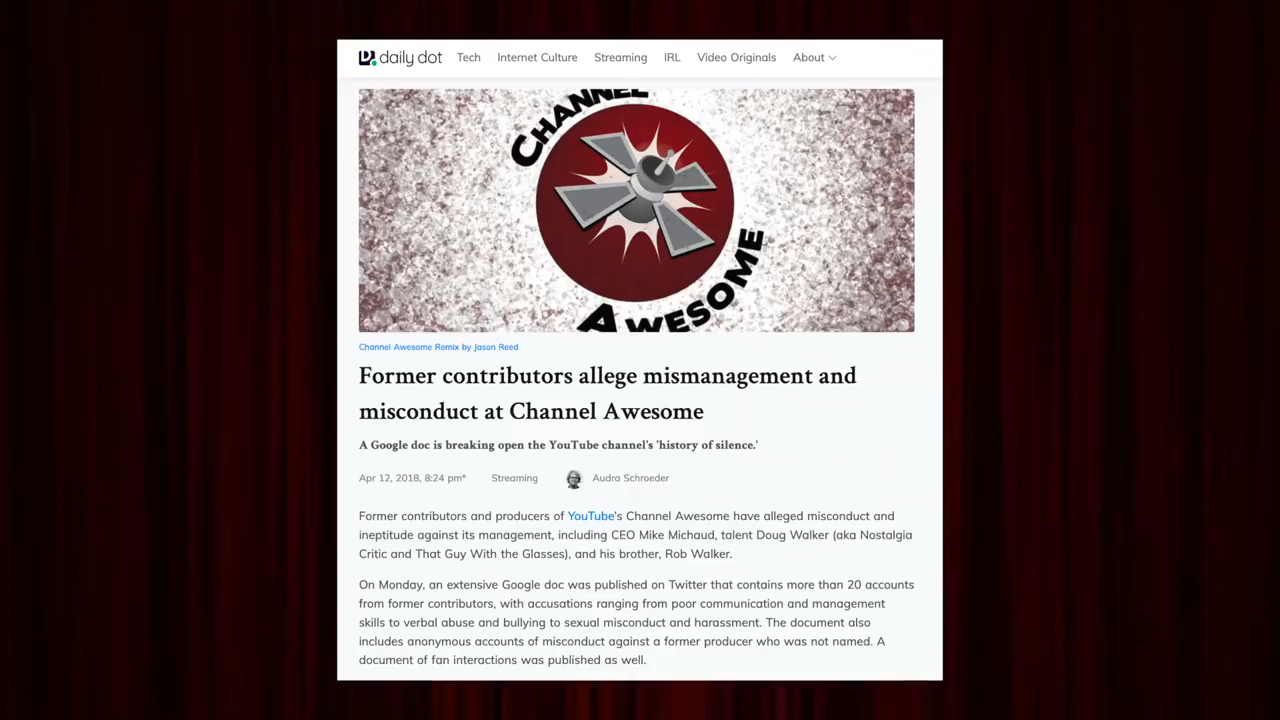 daily dot Tech Internet Culture Streaming IRL Video Originals About
CHANNEL
AWESOME
Channel Awesome Remix by Jason Reed
Former contributors allege mismanagement and
misconduct at Channel Awesome
A Google doc is breaking open the YouTube channel's 'history of silence.'
Apr 12, 2018, 8:24 pm* Streaming Audra Schroeder
Former contributors and producers of YouTube's Channel Awesome have alleged misconduct and
ineptitude against its management, including CEO Mike Michaud, talent Doug Walker (aka Nostalgia
Critic and That Guy With the Glasses), and his brother, Rob Walker.
On Monday, an extensive Google doc was published on Twitter that contains more than 20 accounts
from former contributors, with accusations ranging from poor communication and management
skills to verbal abuse and bullying to sexual misconduct and harassment. The document also
includes anonymous accounts of misconduct against a former producer who was not named. A
document of fan interactions was published as well.